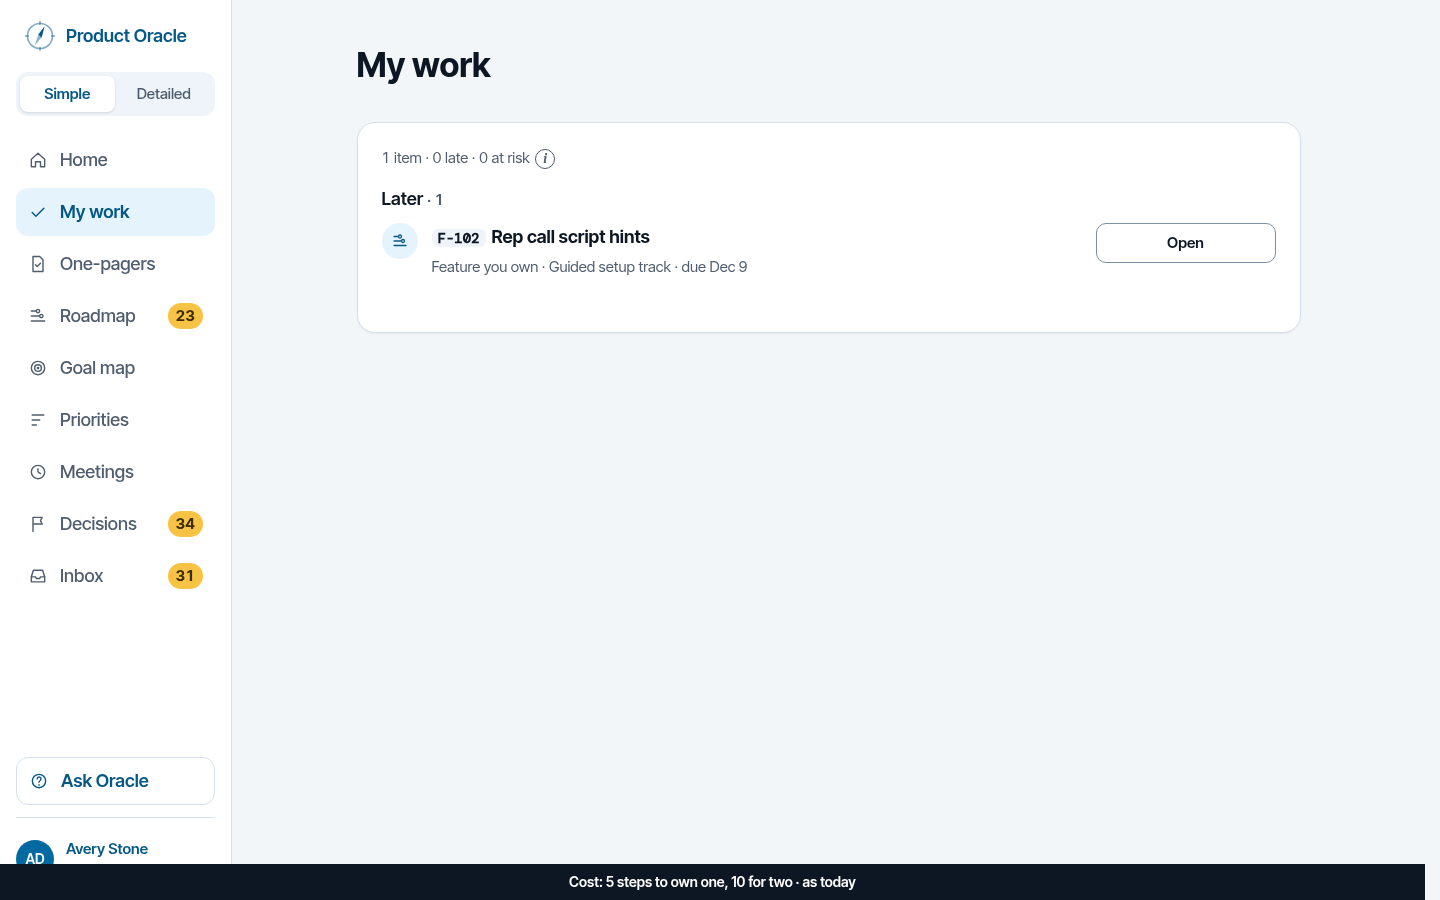 Product Oracle
Simple Detailed
Home
My work
One-pagers
Roadmap 23
Goal map
Priorities
Meetings
Decisions 34
Inbox 31
Ask Oracle
AD Avery Stone
My work
1 item · 0 late · 0 at risk i
Later · 1
F-102 Rep call script hints
Feature you own · Guided setup track · due Dec 9
Open
Cost: 5 steps to own one, 10 for two · as today